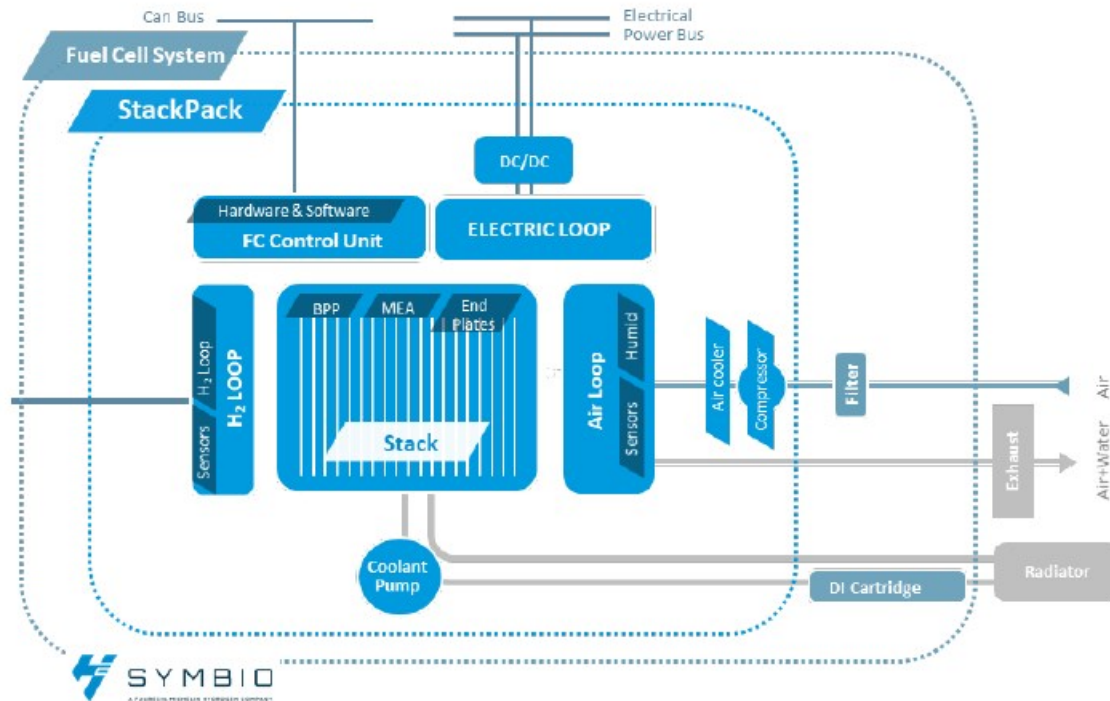 Can Bus
Electrical
Power Bus
Fuel Cell System
StackPack
DC/DC
Hardware & Software
FC Control Unit
ELECTRIC LOOP
BPP
MEA
End
Plates
H₂ Loop
Sensors
H₂ LOOP
Stack
Air Loop
Humid
Sensors
Air cooler
Compressor
Filter
Air
Exhaust
Air+Water
Coolant
Pump
DI Cartridge
Radiator
SYMBIO